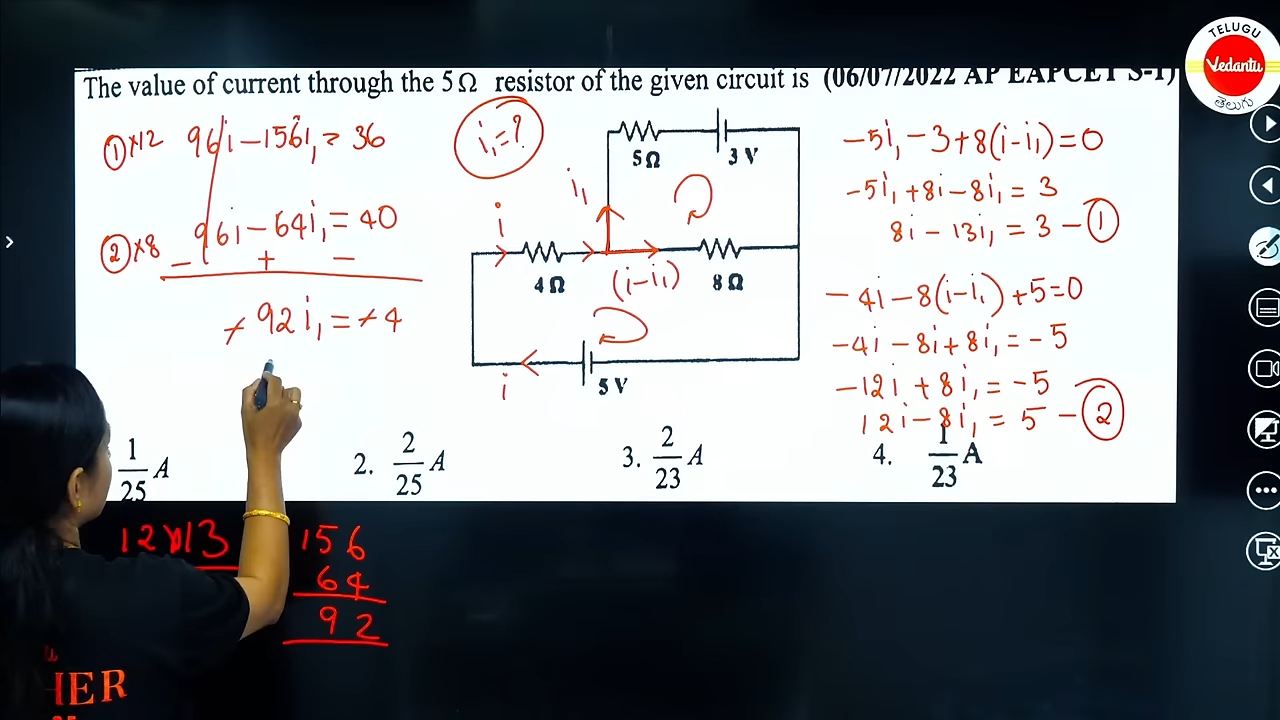 TELUGU
Vedantu
తెలుగు
The value of current through the 5 Ω resistor of the given circuit is (06/07/2022 AP EAPCET S-1)
①×12 96i - 156i₁ = 36
②×8 96i - 64i₁ = 40
- + -
- 92i₁ = - 4
i₁ = ?
5 Ω
3 V
i₁
i
4 Ω
(i-i₁)
8 Ω
i
5 V
-5i₁ - 3 + 8(i-i₁) = 0
-5i₁ + 8i - 8i₁ = 3
8i - 13i₁ = 3 - ①
-4i - 8(i-i₁) + 5 = 0
-4i - 8i + 8i₁ = -5
-12i + 8i₁ = -5
12i - 8i₁ = 5 - ②
1/25 A
2. 2/25 A
3. 2/23 A
4. 1/23 A
12×13
156
64
92
HER